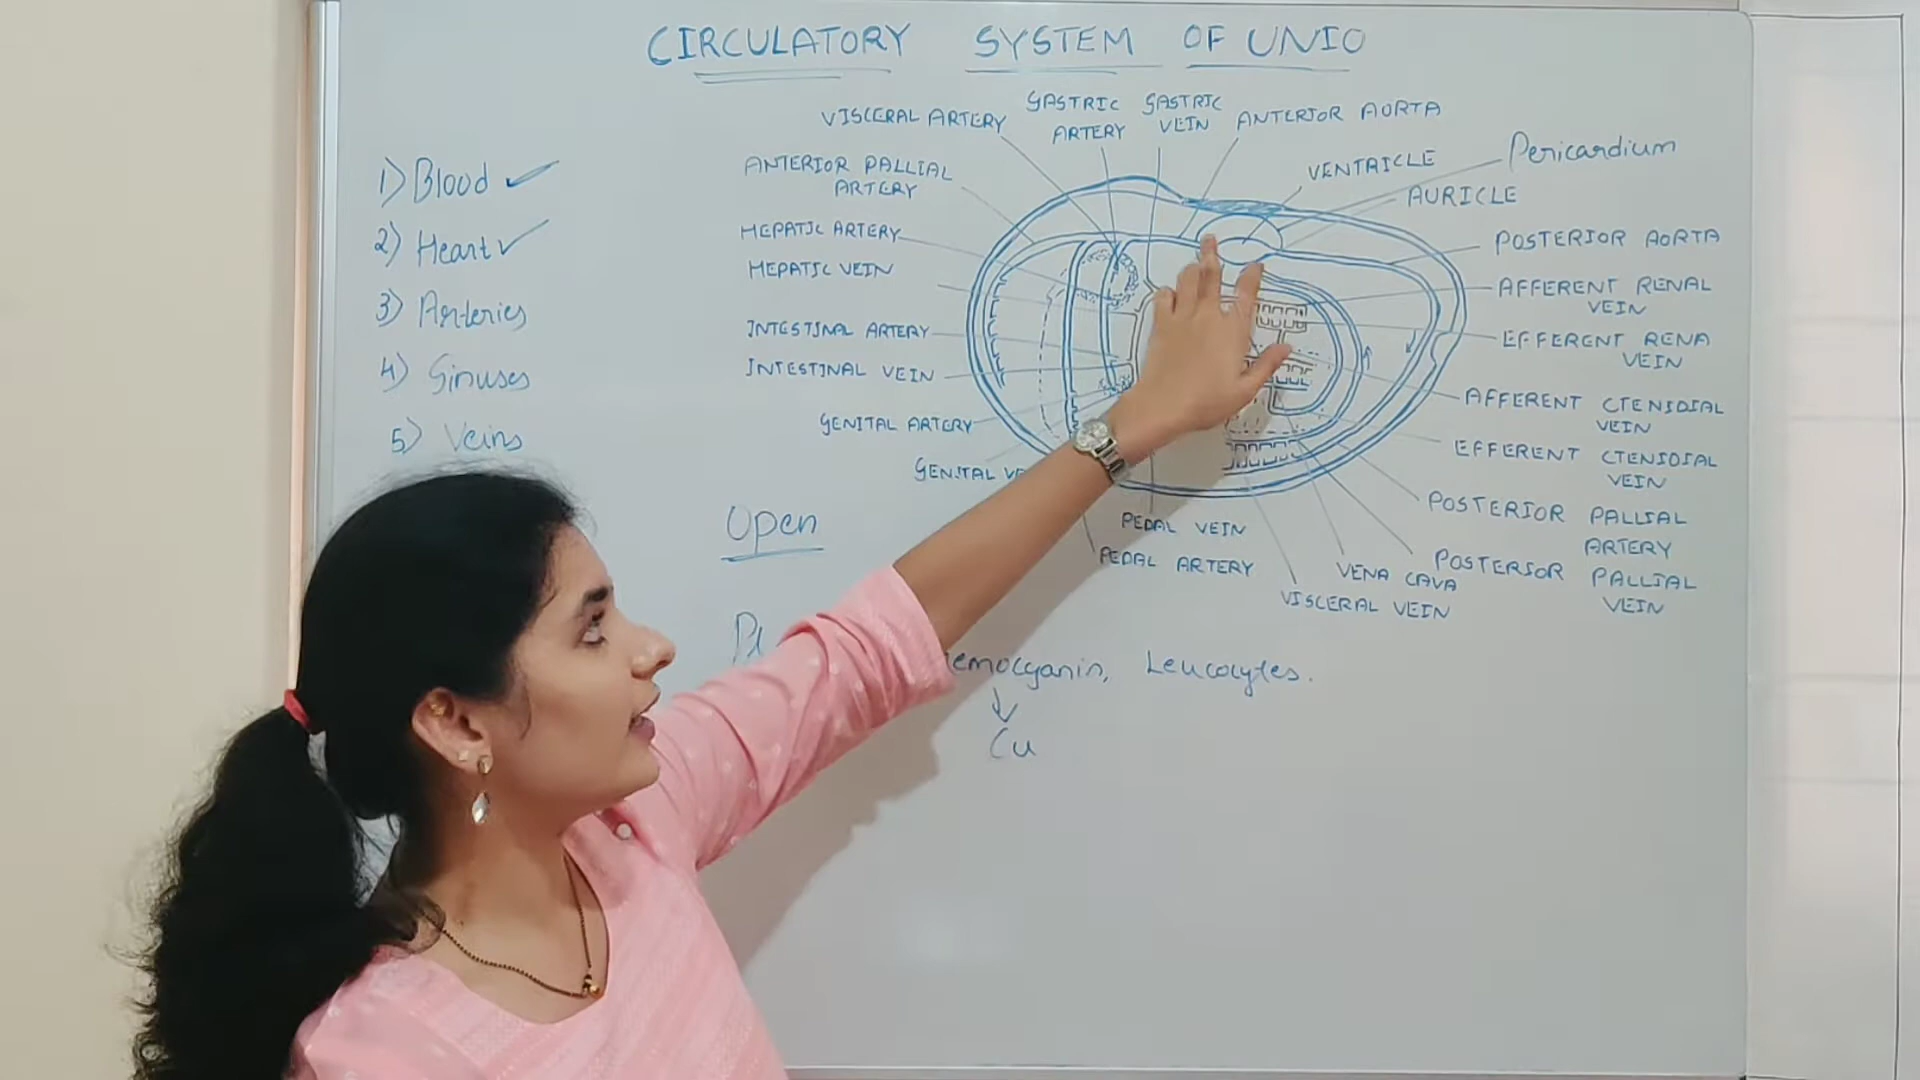 CIRCULATORY SYSTEM OF UNIO
1) Blood ✓
2) Heart ✓
3) Arteries
4) Sinuses
5) Veins
VISCERAL ARTERY
GASTRIC
ARTERY
GASTRIC
VEIN
ANTERIOR AORTA
VENTRICLE
Pericardium
AURICLE
ANTERIOR PALLIAL
ARTERY
HEPATIC ARTERY
HEPATIC VEIN
INTESTINAL ARTERY
INTESTINAL VEIN
GENITAL ARTERY
GENITAL
POSTERIOR AORTA
AFFERENT RENAL
VEIN
EFFERENT RENA
VEIN
AFFERENT CTENIDIAL
VEIN
EFFERENT CTENIDIAL
VEIN
POSTERIOR PALLIAL
ARTERY
POSTERIOR PALLIAL
VEIN
VENA CAVA
VISCERAL VEIN
PEDAL VEIN
PEDAL ARTERY
Open
emocyanin, Leucocytes.
↓
Cu